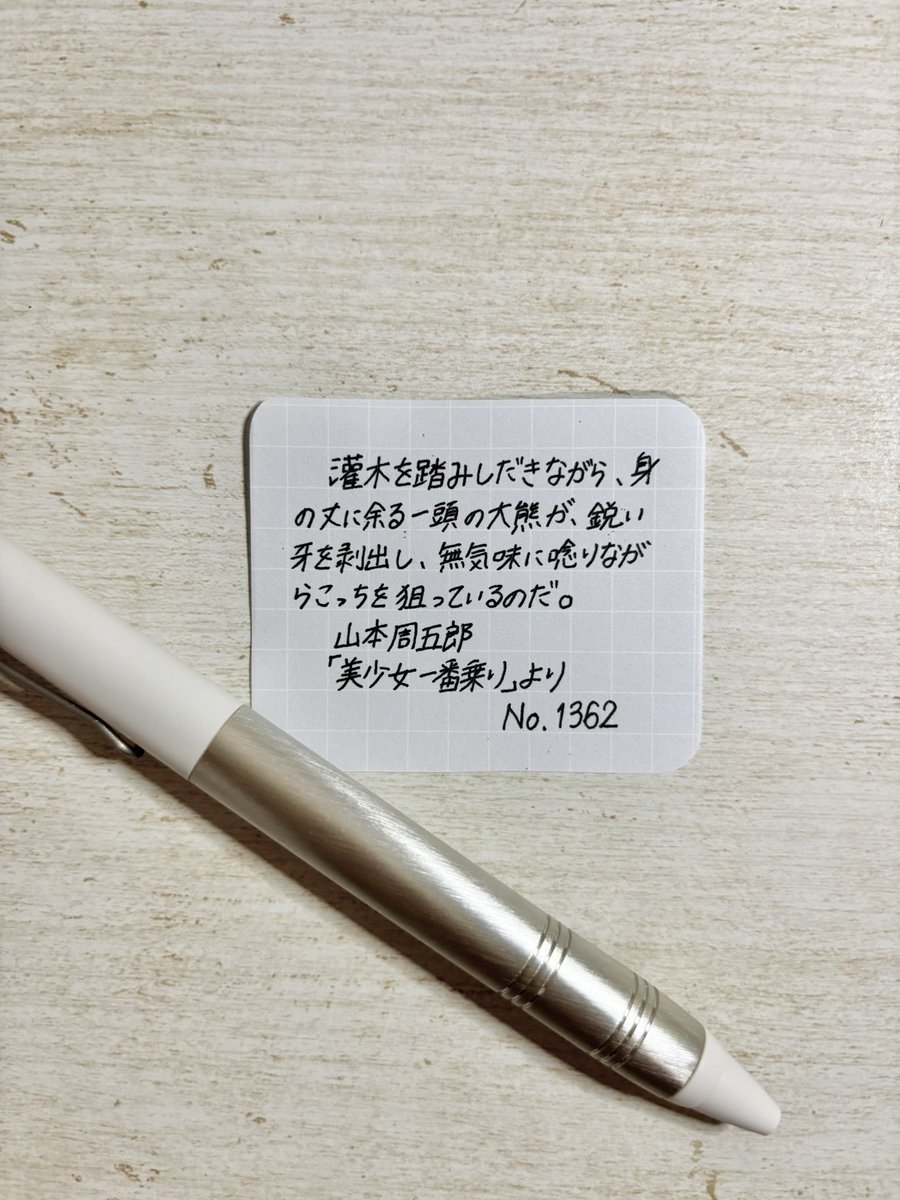 灌木を踏みしだきながら、身
の丈に余る一頭の大熊が、鋭い
牙を剥出し、無気味に唸りなが
らこっちを狙っているのだ。
山本周五郎
「美少女一番乗り」より
No.1362